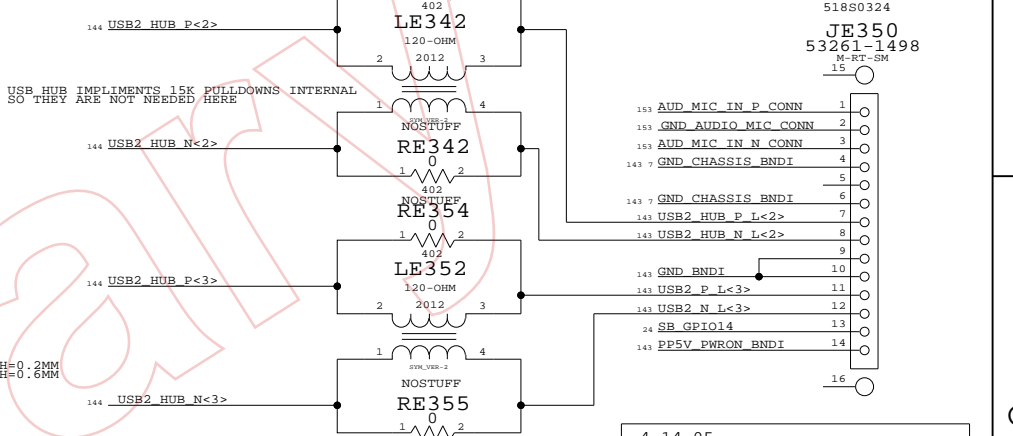 518S0324
402
144 USB2_HUB_P<2>
LE342
JE350
120-OHM
53261-1498
2012
M-RT-SM
2 3
15
USB HUB IMPLIMENTS 15K PULLDOWNS INTERNAL
SO THEY ARE NOT NEEDED HERE
1 4
SYM_VER-2
NOSTUFF
144 USB2_HUB_N<2>
RE342
0
1 2
402
NOSTUFF
RE354
0
1 2
402
LE352
144 USB2_HUB_P<3>
120-OHM
2012
2 3
1 4
SYM_VER-2
H=0.2MM
H=0.6MM
NOSTUFF
144 USB2_HUB_N<3>
RE355
0
1 2
153 AUD_MIC_IN_P_CONN 1
153 GND_AUDIO_MIC_CONN 2
153 AUD_MIC_IN_N_CONN 3
143 7 GND_CHASSIS_BNDI 4
5
143 7 GND_CHASSIS_BNDI 6
143 USB2_HUB_P_L<2> 7
143 USB2_HUB_N_L<2> 8
9
143 GND_BNDI 10
143 USB2_P_L<3> 11
143 USB2_N_L<3> 12
24 SB_GPIO14 13
143 PP5V_PWRON_BNDI 14
16
4-14-05
ary